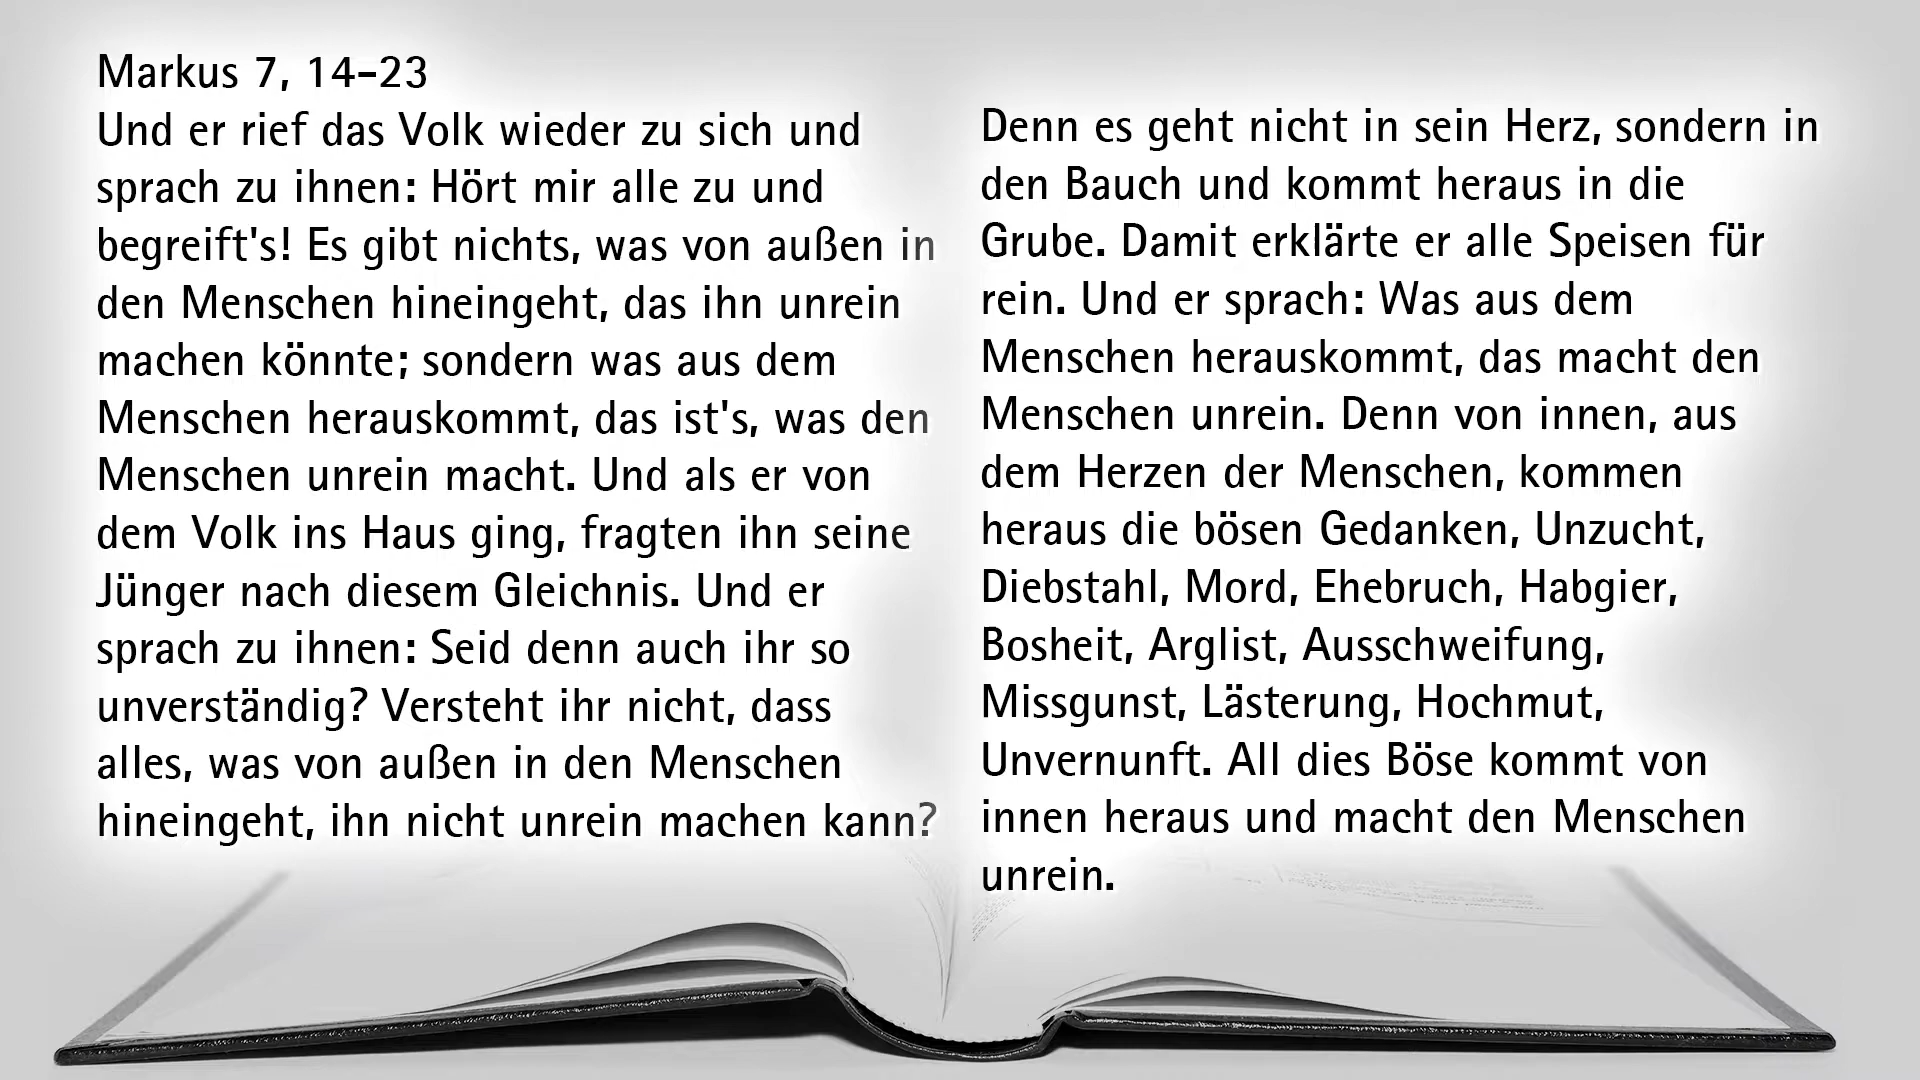 Markus 7, 14–23
Und er rief das Volk wieder zu sich und
sprach zu ihnen: Hört mir alle zu und
begreift's! Es gibt nichts, was von außen in
den Menschen hineingeht, das ihn unrein
machen könnte; sondern was aus dem
Menschen herauskommt, das ist's, was den
Menschen unrein macht. Und als er von
dem Volk ins Haus ging, fragten ihn seine
Jünger nach diesem Gleichnis. Und er
sprach zu ihnen: Seid denn auch ihr so
unverständig? Versteht ihr nicht, dass
alles, was von außen in den Menschen
hineingeht, ihn nicht unrein machen kann?
Denn es geht nicht in sein Herz, sondern in
den Bauch und kommt heraus in die
Grube. Damit erklärte er alle Speisen für
rein. Und er sprach: Was aus dem
Menschen herauskommt, das macht den
Menschen unrein. Denn von innen, aus
dem Herzen der Menschen, kommen
heraus die bösen Gedanken, Unzucht,
Diebstahl, Mord, Ehebruch, Habgier,
Bosheit, Arglist, Ausschweifung,
Missgunst, Lästerung, Hochmut,
Unvernunft. All dies Böse kommt von
innen heraus und macht den Menschen
unrein.